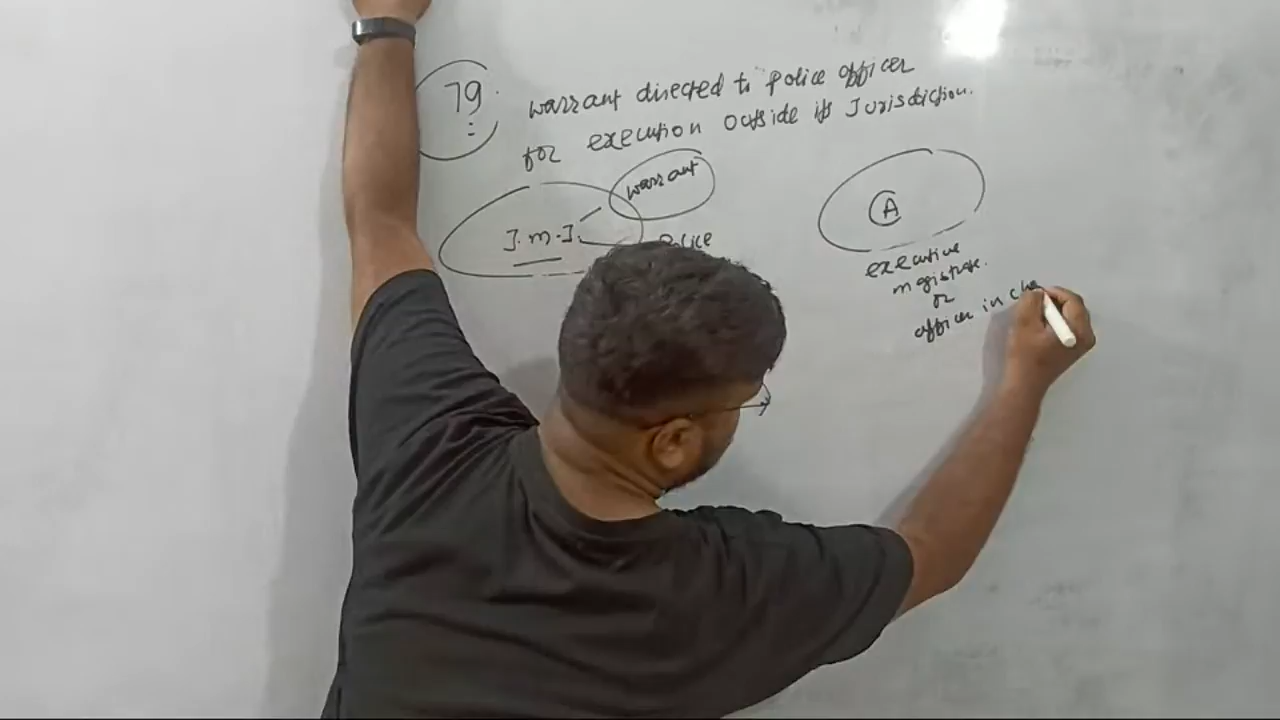 79.
warrant directed to police officer
for execution outside its Jurisdiction.
warrant
J.m.I.
Police
A
executive
magistrate.
or
officer in cha